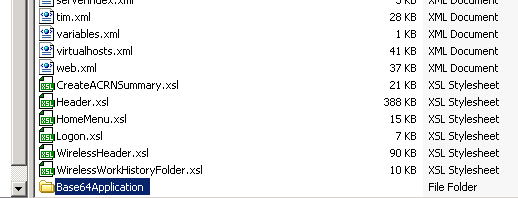 serverindex.xml 5 KB XML Document
tim.xml 28 KB XML Document
variables.xml 1 KB XML Document
virtualhosts.xml 41 KB XML Document
web.xml 37 KB XML Document
CreateACRNSummary.xsl 21 KB XSL Stylesheet
Header.xsl 388 KB XSL Stylesheet
HomeMenu.xsl 15 KB XSL Stylesheet
Logon.xsl 7 KB XSL Stylesheet
WirelessHeader.xsl 90 KB XSL Stylesheet
WirelessWorkHistoryFolder.xsl 10 KB XSL Stylesheet
Base64Application File Folder